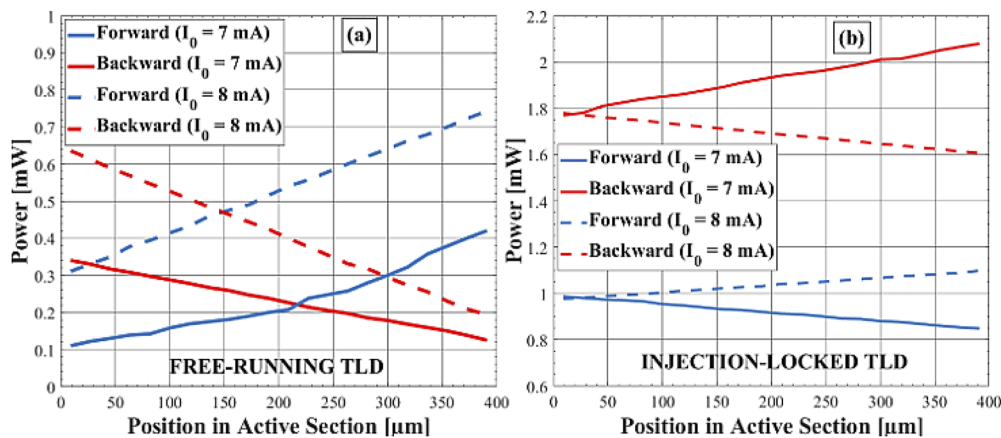 (a)
Forward (I0 = 7 mA)
Backward (I0 = 7 mA)
Forward (I0 = 8 mA)
Backward (I0 = 8 mA)
Power [mW]
1
0.9
0.8
0.7
0.6
0.5
0.4
0.3
0.2
0.1
0
FREE-RUNNING TLD
0 50 100 150 200 250 300 350 400
Position in Active Section [µm]
(b)
Power [mW]
2.2
2
1.8
1.6
1.4
1.2
1
0.8
0.6
Forward (I0 = 7 mA)
Backward (I0 = 7 mA)
Forward (I0 = 8 mA)
Backward (I0 = 8 mA)
INJECTION-LOCKED TLD
0 50 100 150 200 250 300 350 400
Position in Active Section [µm]